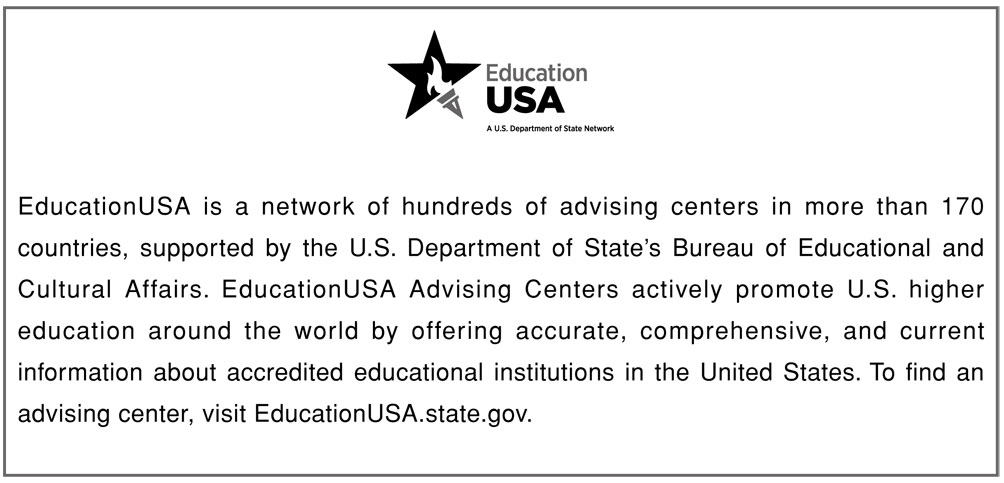 Education
USA
A U.S. Department of State Network
EducationUSA is a network of hundreds of advising centers in more than 170
countries, supported by the U.S. Department of State’s Bureau of Educational and
Cultural Affairs. EducationUSA Advising Centers actively promote U.S. higher
education around the world by offering accurate, comprehensive, and current
information about accredited educational institutions in the United States. To find an
advising center, visit EducationUSA.state.gov.